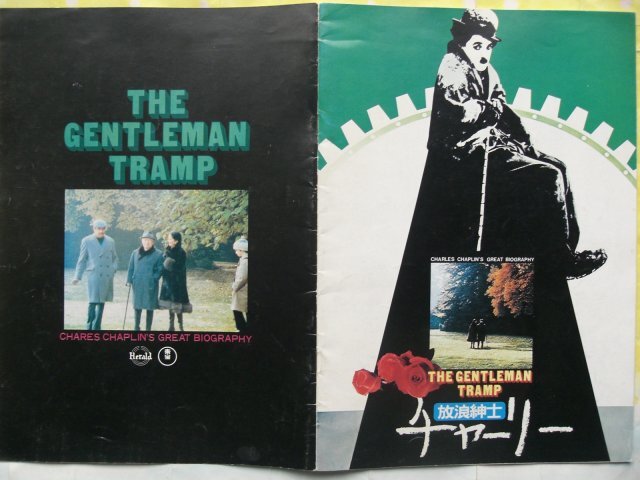 THE
GENTLEMAN
TRAMP
CHARES CHAPLIN'S GREAT BIOGRAPHY
Herald
CHARLES CHAPLIN'S GREAT BIOGRAPHY
THE GENTLEMAN
TRAMP
放浪紳士
チャーリー